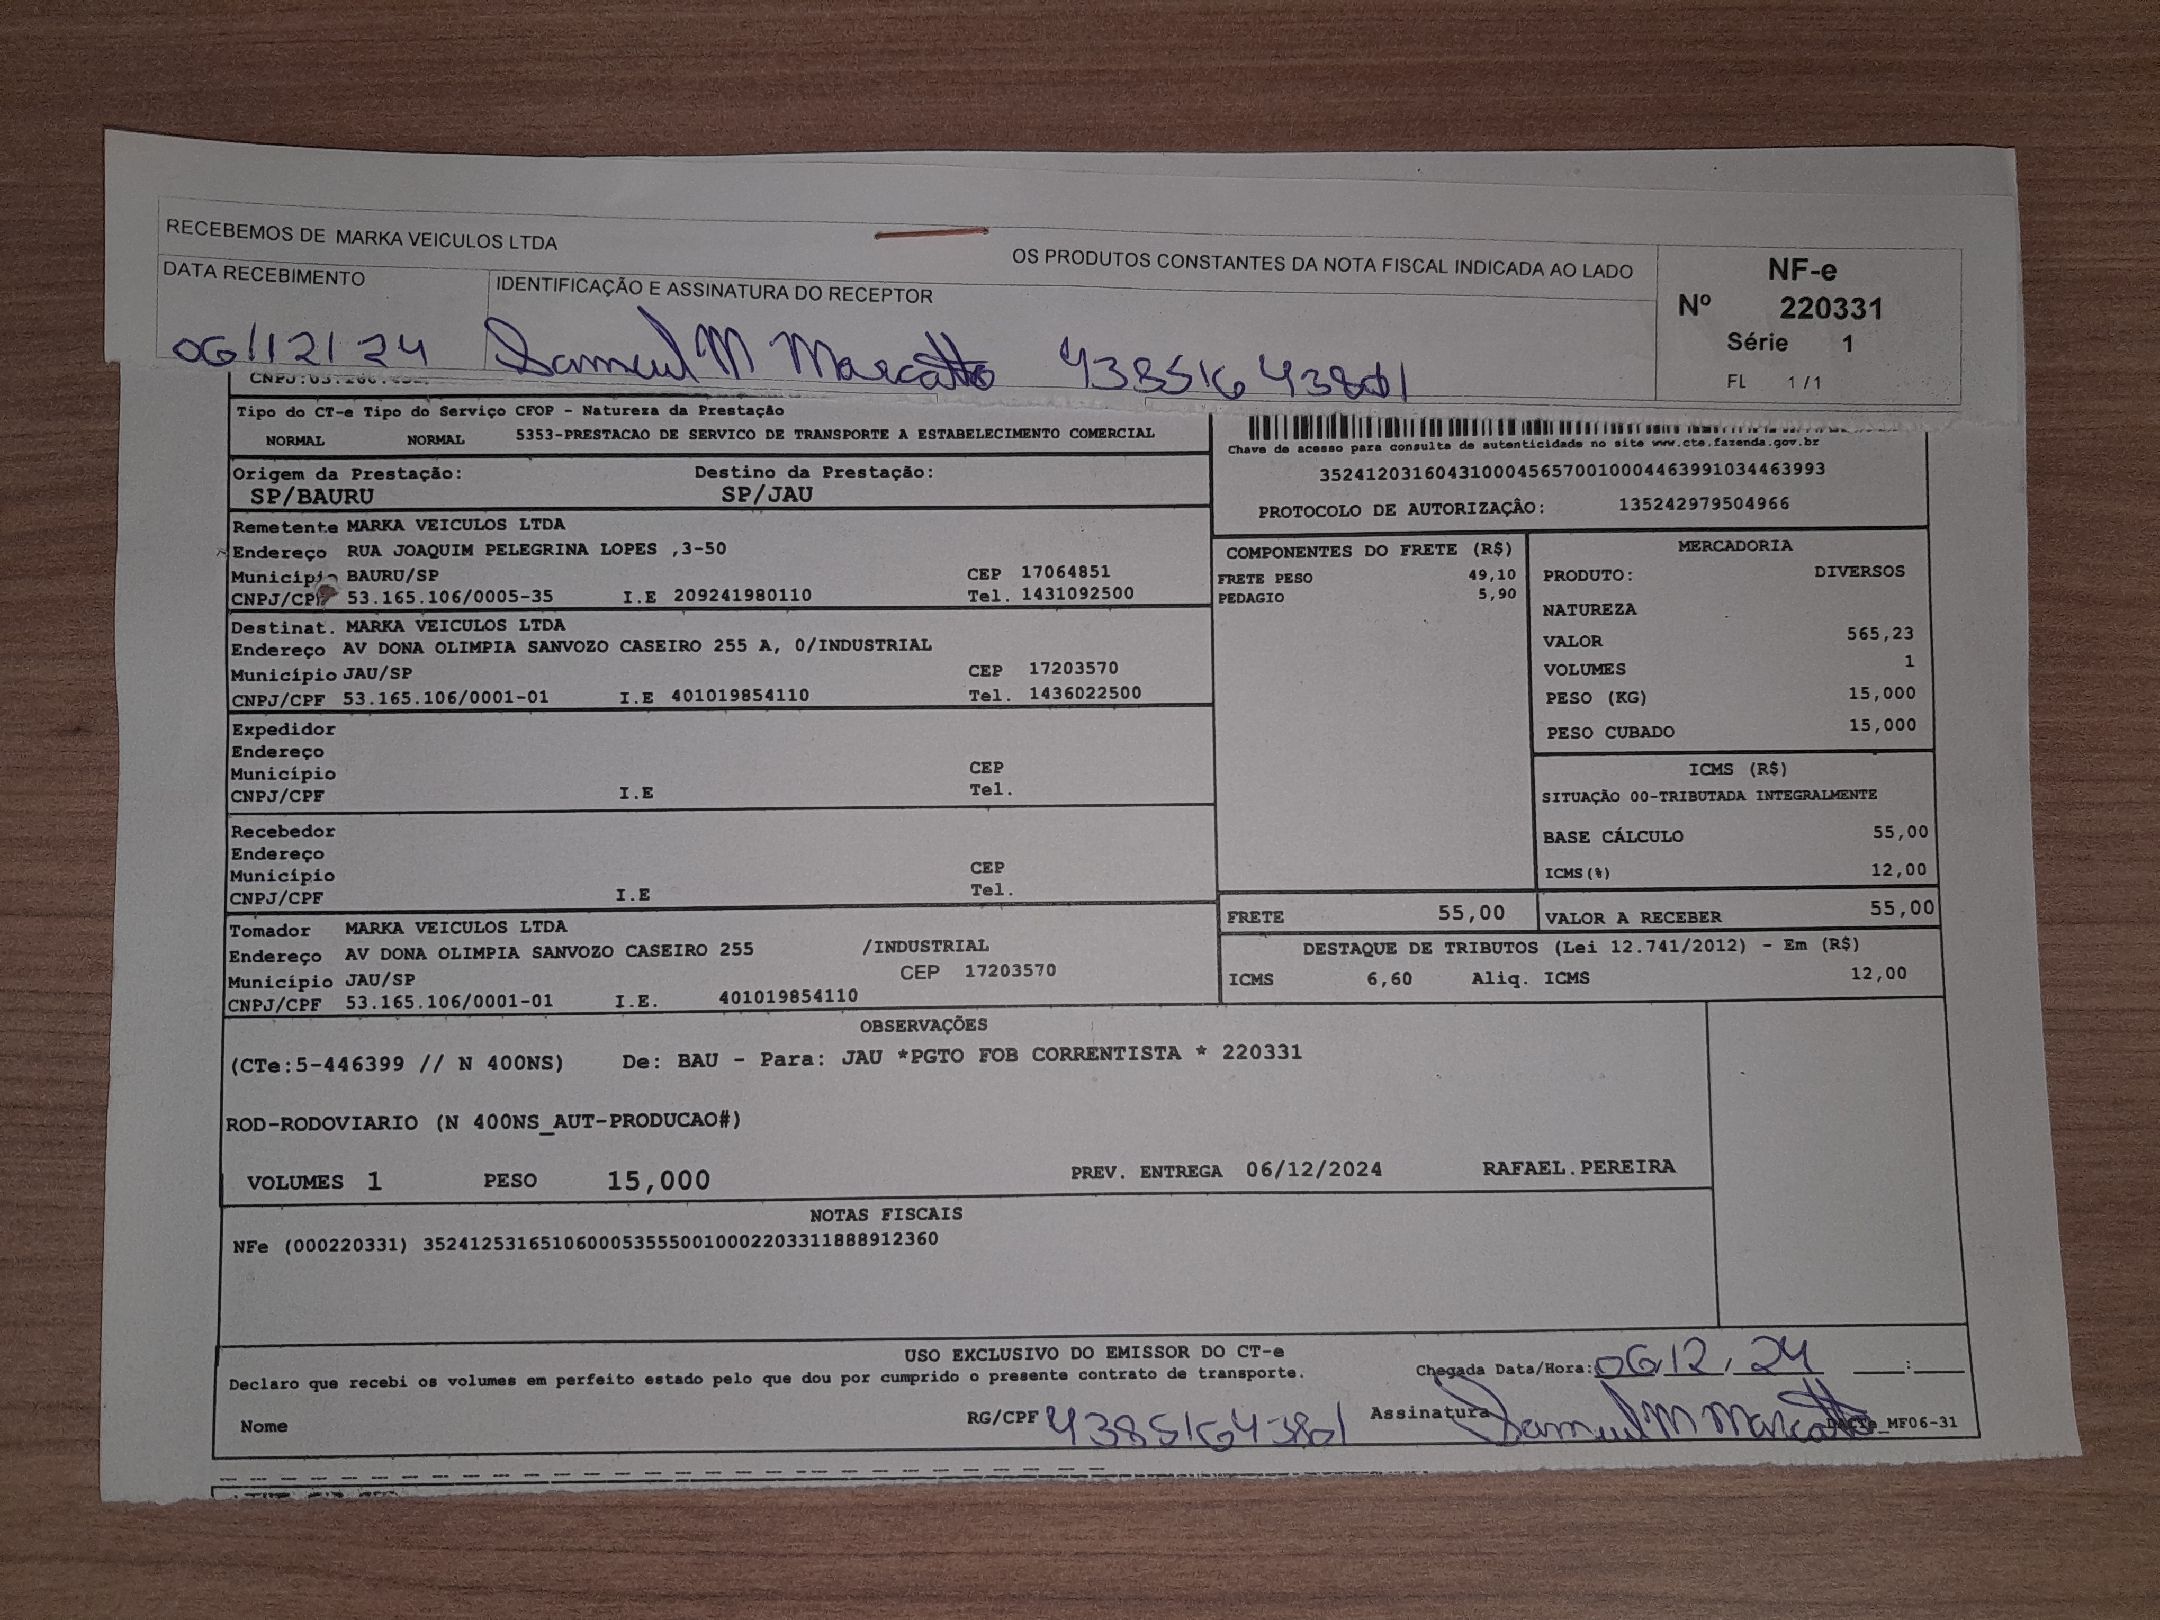 RECEBEMOS DE MARKA VEICULOS LTDA OS PRODUTOS CONSTANTES DA NOTA FISCAL INDICADA AO LADO
DATA RECEBIMENTO IDENTIFICAÇÃO E ASSINATURA DO RECEPTOR
06/12/24 Samuel M Marcatto 43851643801
NF-e
Nº 220331
Série 1
FL 1/1
Tipo do CT-e Tipo do Serviço CFOP - Natureza da Prestação
NORMAL NORMAL 5353-PRESTACAO DE SERVICO DE TRANSPORTE A ESTABELECIMENTO COMERCIAL
Chave de acesso para consulta de autenticidade no site www.cte.fazenda.gov.br
35241203160431000456570010004463991034463993
PROTOCOLO DE AUTORIZAÇÃO: 135242979504966
Origem da Prestação: Destino da Prestação:
SP/BAURU SP/JAU
Remetente MARKA VEICULOS LTDA
Endereço RUA JOAQUIM PELEGRINA LOPES ,3-50
Município BAURU/SP CEP 17064851
CNPJ/CPF 53.165.106/0005-35 I.E 209241980110 Tel. 1431092500
Destinat. MARKA VEICULOS LTDA
Endereço AV DONA OLIMPIA SANVOZO CASEIRO 255 A, 0/INDUSTRIAL
Município JAU/SP CEP 17203570
CNPJ/CPF 53.165.106/0001-01 I.E 401019854110 Tel. 1436022500
Expedidor
Endereço
Município CEP
CNPJ/CPF I.E Tel.
Recebedor
Endereço
Município CEP
CNPJ/CPF I.E Tel.
Tomador MARKA VEICULOS LTDA
Endereço AV DONA OLIMPIA SANVOZO CASEIRO 255 /INDUSTRIAL
Município JAU/SP CEP 17203570
CNPJ/CPF 53.165.106/0001-01 I.E. 401019854110
COMPONENTES DO FRETE (R$)
FRETE PESO 49,10
PEDAGIO 5,90
MERCADORIA
PRODUTO: DIVERSOS
NATUREZA
VALOR 565,23
VOLUMES 1
PESO (KG) 15,000
PESO CUBADO 15,000
ICMS (R$)
SITUAÇÃO 00-TRIBUTADA INTEGRALMENTE
BASE CÁLCULO 55,00
ICMS(%) 12,00
FRETE 55,00 VALOR A RECEBER 55,00
DESTAQUE DE TRIBUTOS (Lei 12.741/2012) - Em (R$)
ICMS 6,60 Aliq. ICMS 12,00
OBSERVAÇÕES
(CTe:5-446399 // N 400NS) De: BAU - Para: JAU *PGTO FOB CORRENTISTA * 220331
ROD-RODOVIARIO (N 400NS_AUT-PRODUCAO#)
VOLUMES 1 PESO 15,000 PREV. ENTREGA 06/12/2024 RAFAEL.PEREIRA
NOTAS FISCAIS
NFe (000220331) 35241253165106000535550010002203311888912360
USO EXCLUSIVO DO EMISSOR DO CT-e
Declaro que recebi os volumes em perfeito estado pelo que dou por cumprido o presente contrato de transporte. Chegada Data/Hora: 06/12/24 __:__
Nome RG/CPF 43851643801 Assinatura Samuel M Marcatto DACTe_MF06-31